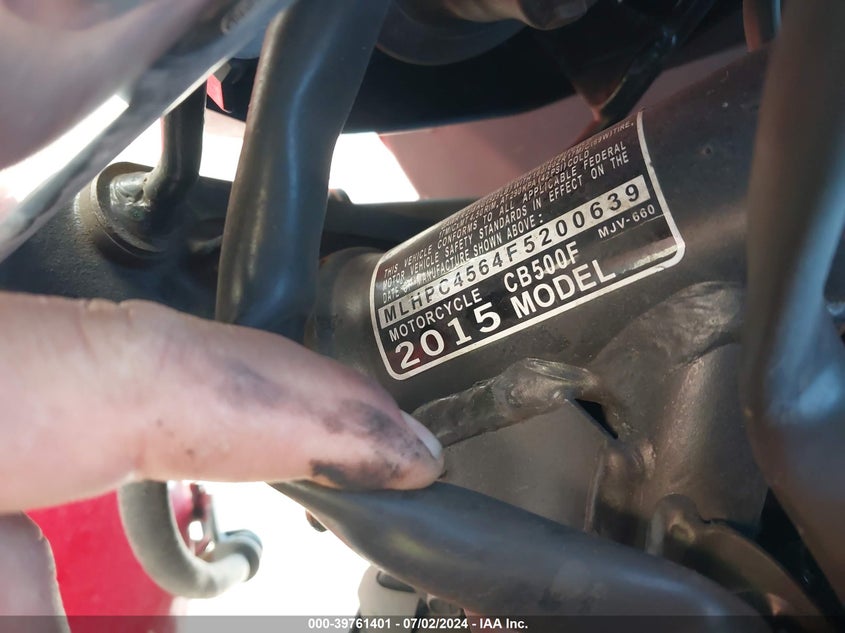 THIS VEHICLE CONFORMS TO ALL APPLICABLE FEDERAL
MOTOR VEHICLE SAFETY STANDARDS IN EFFECT ON THE
DATE OF MANUFACTURE SHOWN ABOVE:
MLHPC4564F5200639
MOTORCYCLE CB500F MJV-660
2015 MODEL
000-39761401 - 07/02/2024 - IAA Inc.